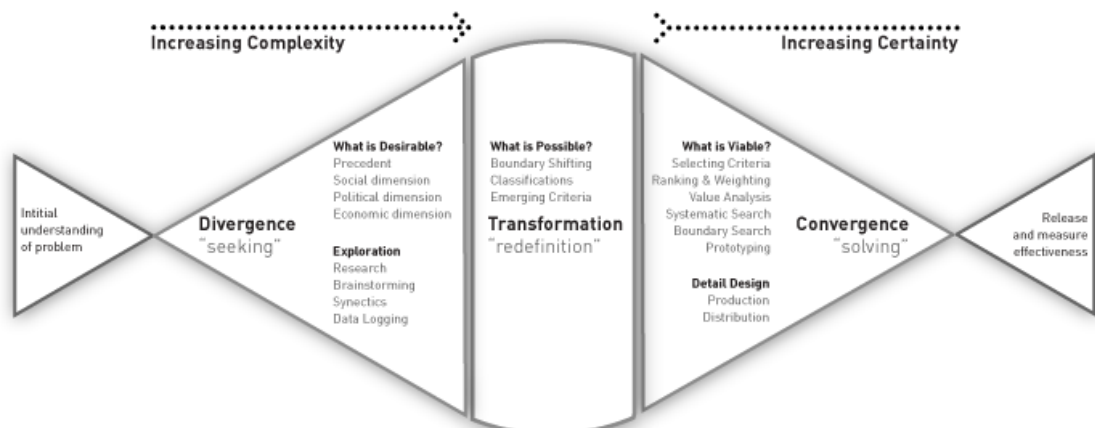 Increasing Complexity
Increasing Certainty
Intitial
understanding
of problem
Divergence
"seeking"
What is Desirable?
Precedent
Social dimension
Political dimension
Economic dimension
Exploration
Research
Brainstorming
Synectics
Data Logging
What is Possible?
Boundary Shifting
Classifications
Emerging Criteria
Transformation
"redefinition"
What is Viable?
Selecting Criteria
Ranking & Weighting
Value Analysis
Systematic Search
Boundary Search
Prototyping
Detail Design
Production
Distribution
Convergence
"solving"
Release
and measure
effectiveness